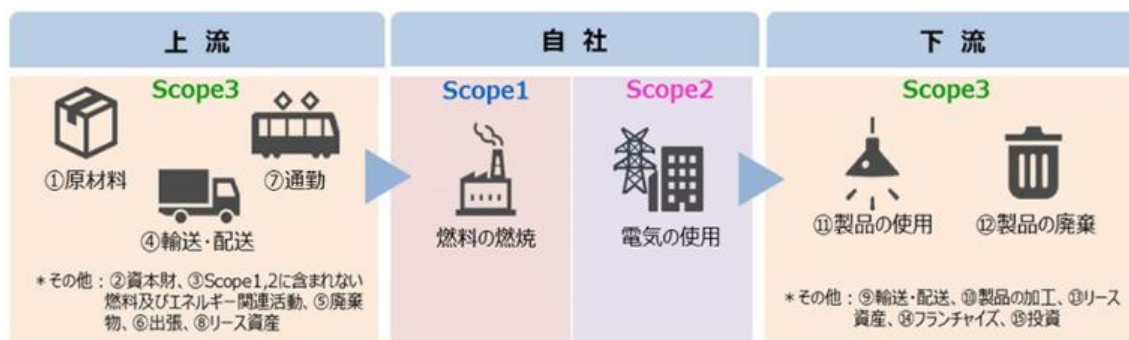 上流
自社
下流
Scope3
①原材料
⑦通勤
④輸送・配送
＊その他：②資本財、③Scope1,2に含まれない
燃料及びエネルギー関連活動、⑤廃棄
物、⑥出張、⑧リース資産
Scope1
燃料の燃焼
Scope2
電気の使用
Scope3
⑪製品の使用
⑫製品の廃棄
＊その他：⑨輸送・配送、⑩製品の加工、⑬リース
資産、⑭フランチャイズ、⑮投資